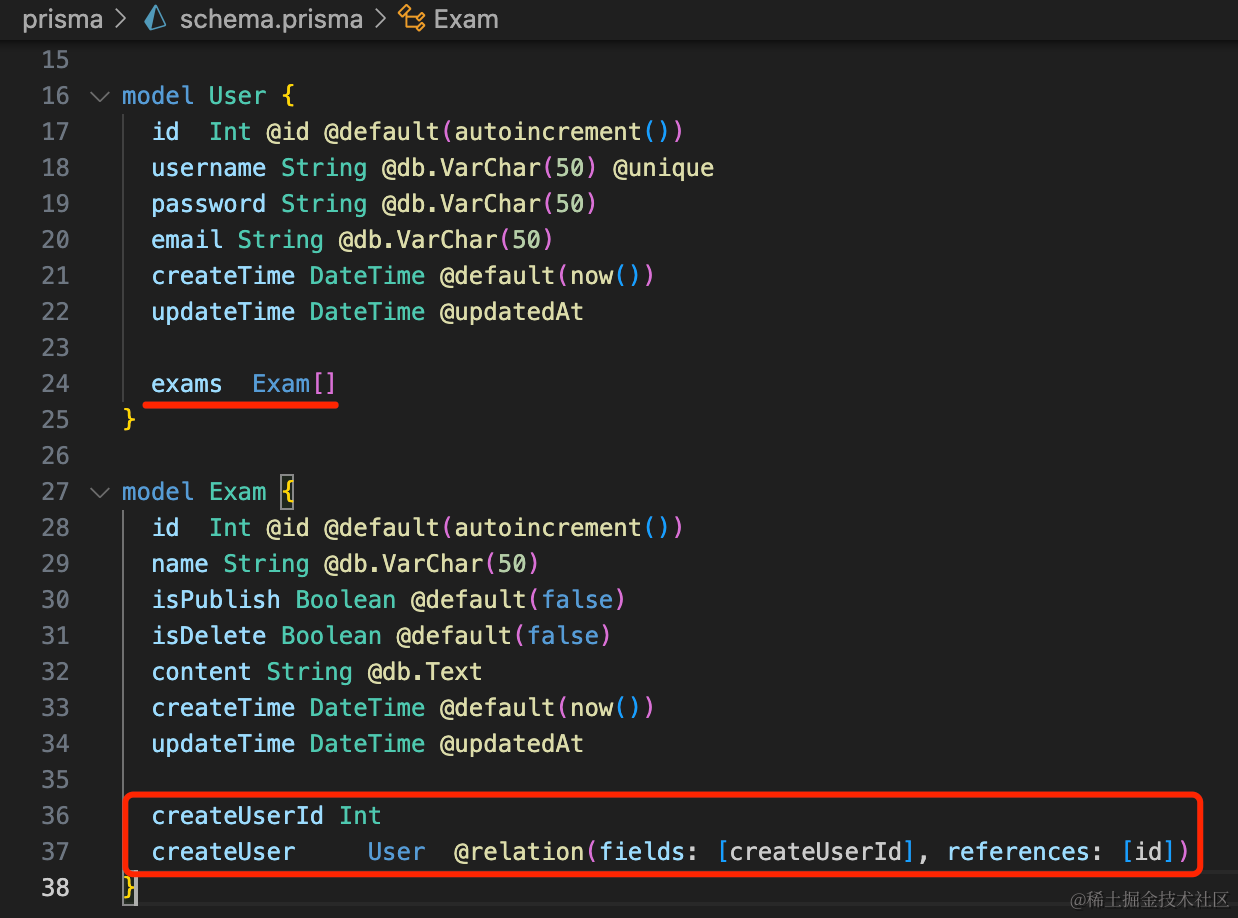 prisma > schema.prisma > Exam
15
16 model User {
17 id Int @id @default(autoincrement())
18 username String @db.VarChar(50) @unique
19 password String @db.VarChar(50)
20 email String @db.VarChar(50)
21 createTime DateTime @default(now())
22 updateTime DateTime @updatedAt
23
24 exams Exam[]
25 }
26
27 model Exam {
28 id Int @id @default(autoincrement())
29 name String @db.VarChar(50)
30 isPublish Boolean @default(false)
31 isDelete Boolean @default(false)
32 content String @db.Text
33 createTime DateTime @default(now())
34 updateTime DateTime @updatedAt
35
36 createUserId Int
37 createUser User @relation(fields: [createUserId], references: [id])
38 }
@稀土掘金技术社区